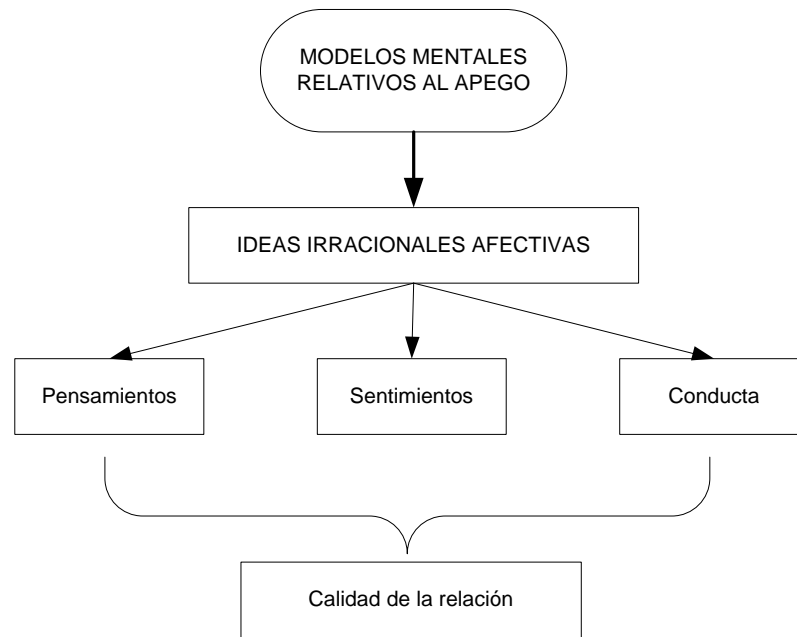 MODELOS MENTALES
RELATIVOS AL APEGO
IDEAS IRRACIONALES AFECTIVAS
Pensamientos
Sentimientos
Conducta
Calidad de la relación